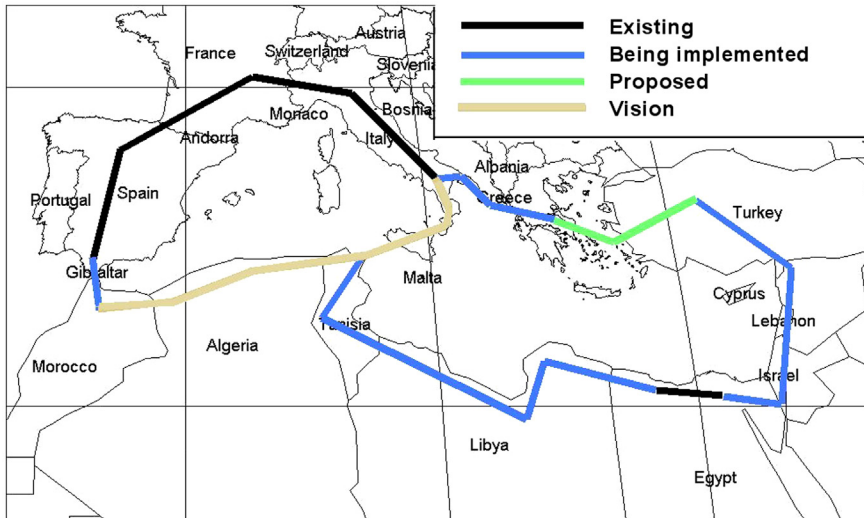 Existing
Being implemented
Proposed
Vision
Austria
France
Switzerland
Slovenia
Bosnia
Monaco
Andorra
Italy
Albania
Portugal
Spain
Greece
Turkey
Gibraltar
Malta
Cyprus
Lebanon
Tunisia
Algeria
Morocco
Israel
Libya
Egypt